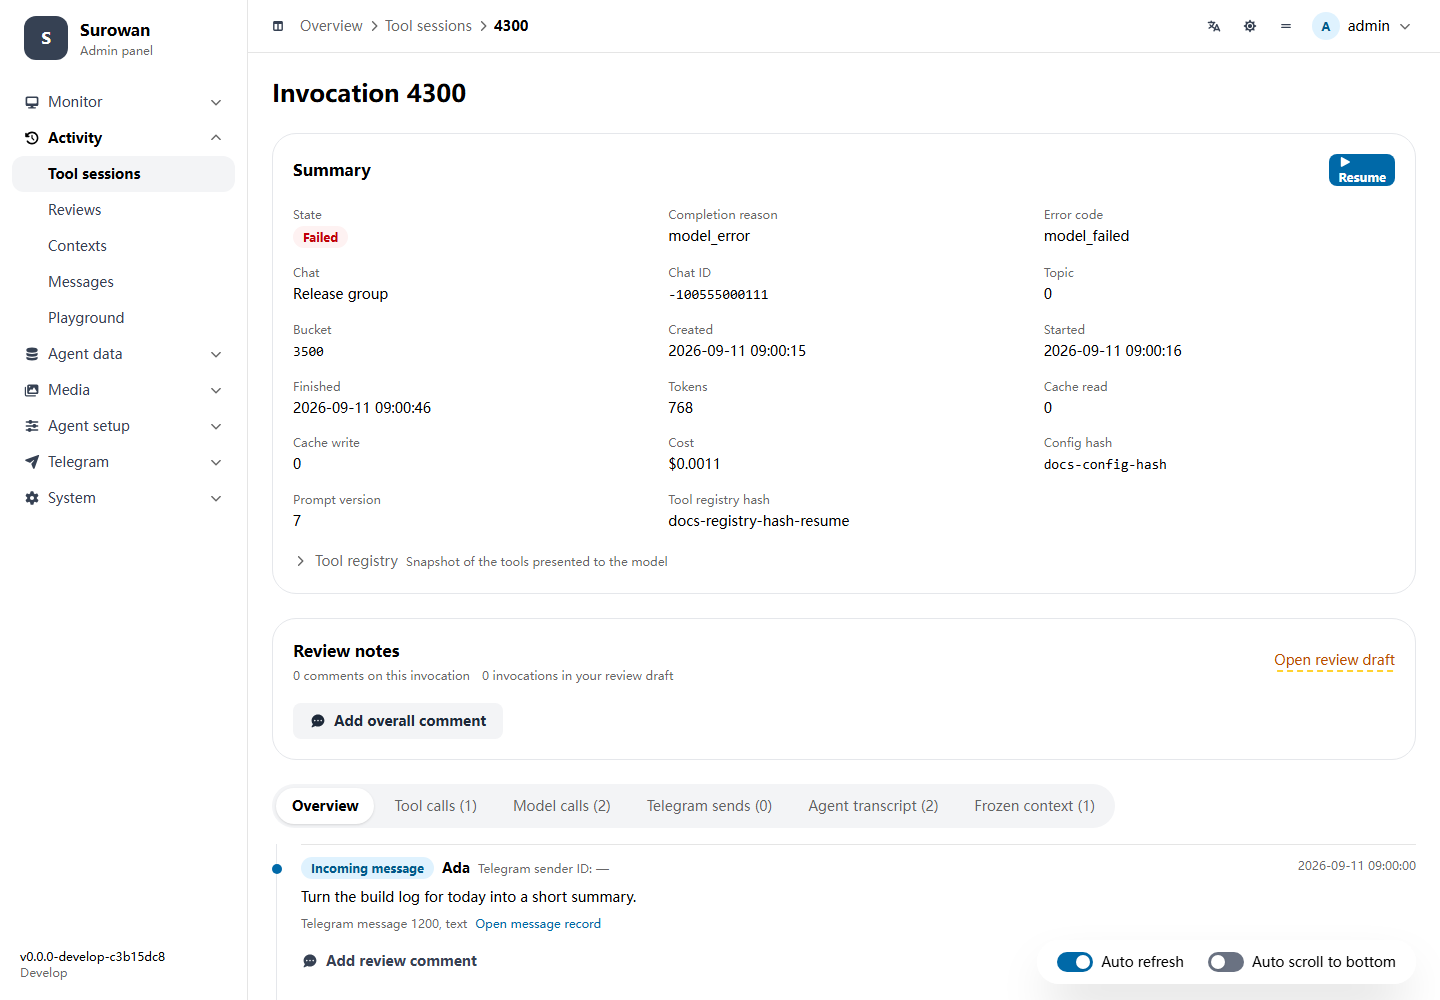 S
Surowan
Admin panel
Monitor
Activity
Tool sessions
Reviews
Contexts
Messages
Playground
Agent data
Media
Agent setup
Telegram
System
v0.0.0-develop-c3b15dc8
Develop
Overview > Tool sessions > 4300
A admin
Invocation 4300
Summary
Resume
State Completion reason Error code
Failed model_error model_failed
Chat Chat ID Topic
Release group -100555000111 0
Bucket Created Started
3500 2026-09-11 09:00:15 2026-09-11 09:00:16
Finished Tokens Cache read
2026-09-11 09:00:46 768 0
Cache write Cost Config hash
0 $0.0011 docs-config-hash
Prompt version Tool registry hash
7 docs-registry-hash-resume
Tool registry Snapshot of the tools presented to the model
Review notes
0 comments on this invocation 0 invocations in your review draft
Open review draft
Add overall comment
Overview Tool calls (1) Model calls (2) Telegram sends (0) Agent transcript (2) Frozen context (1)
Incoming message Ada Telegram sender ID: — 2026-09-11 09:00:00
Turn the build log for today into a short summary.
Telegram message 1200, text Open message record
Add review comment
Auto refresh Auto scroll to bottom